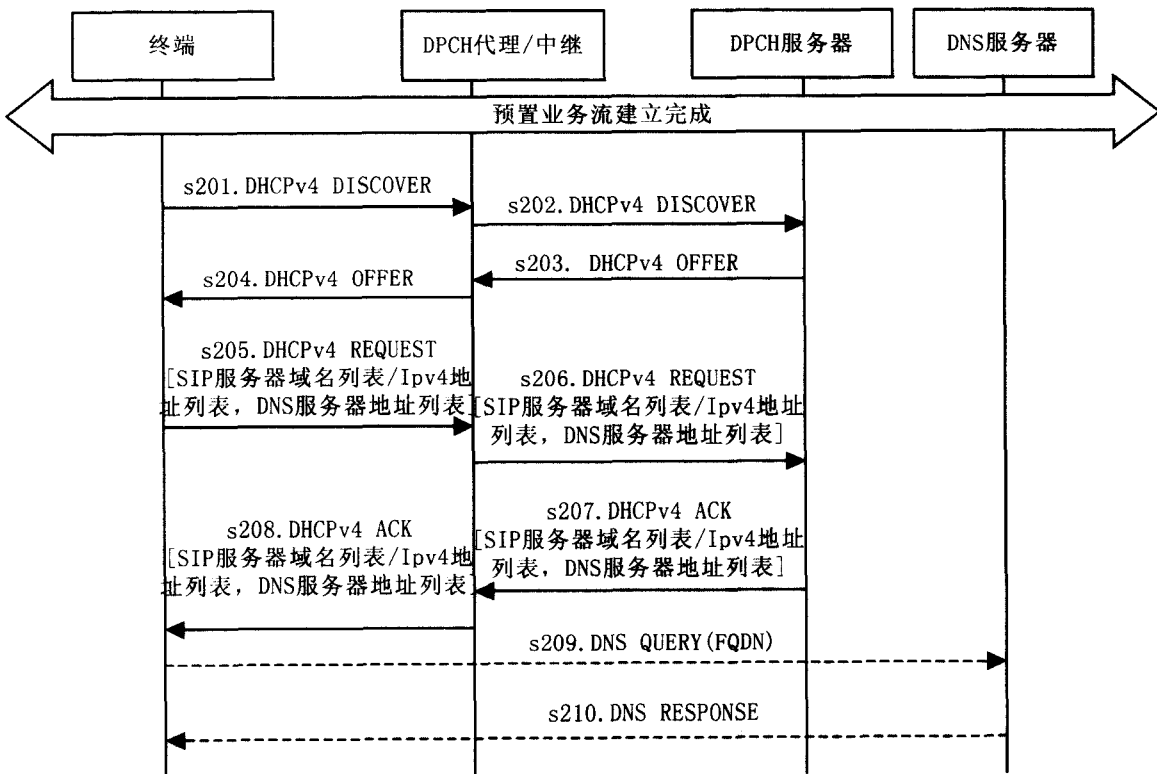 终端
DPCH代理/中继
DPCH服务器
DNS服务器
预置业务流建立完成
s201.DHCPv4 DISCOVER
s202.DHCPv4 DISCOVER
s203. DHCPv4 OFFER
s204.DHCPv4 OFFER
s205.DHCPv4 REQUEST
[SIP服务器域名列表/Ipv4地
址列表，DNS服务器地址列表]
s206.DHCPv4 REQUEST
[SIP服务器域名列表/Ipv4地址
列表，DNS服务器地址列表]
s207.DHCPv4 ACK
[SIP服务器域名列表/Ipv4地址
列表，DNS服务器地址列表]
s208.DHCPv4 ACK
[SIP服务器域名列表/Ipv4地
址列表，DNS服务器地址列表]
s209.DNS QUERY(FQDN)
s210.DNS RESPONSE